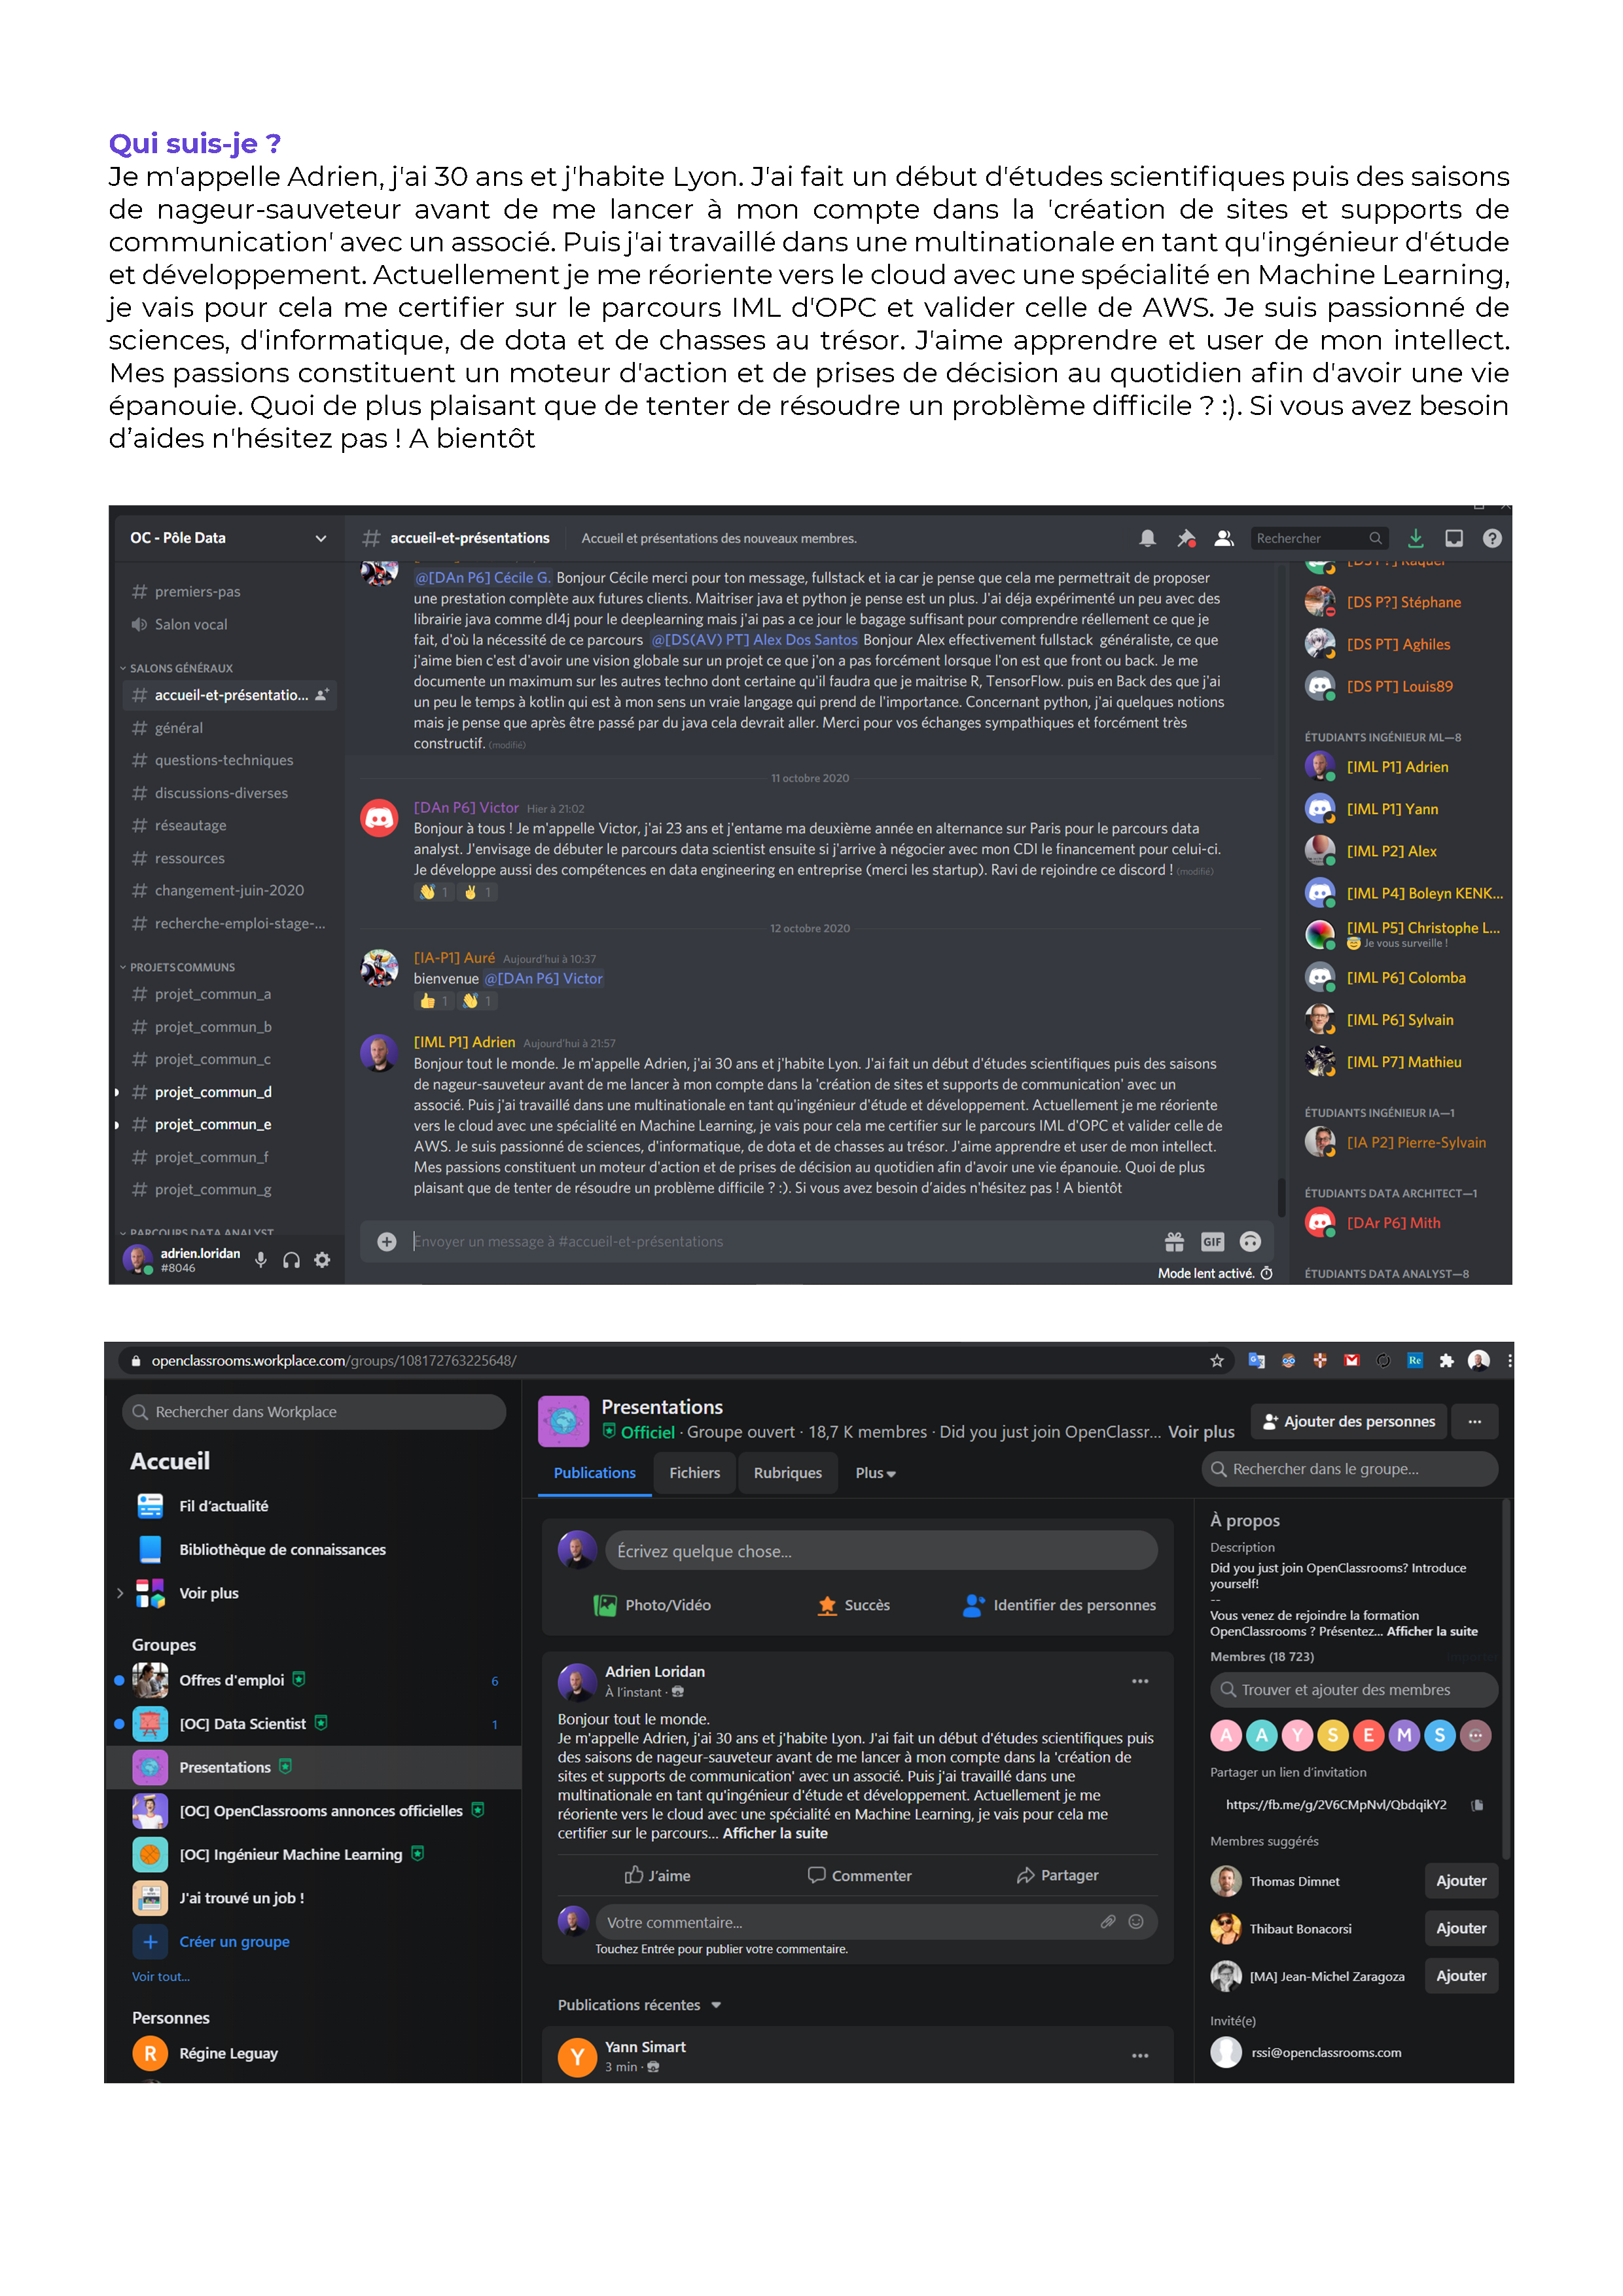 Qui suis-je ?
Je m'appelle Adrien, j'ai 30 ans et j'habite Lyon. J'ai fait un début d'études scientifiques puis des saisons
de nageur-sauveteur avant de me lancer à mon compte dans la 'création de sites et supports de
communication' avec un associé. Puis j'ai travaillé dans une multinationale en tant qu'ingénieur d'étude
et développement. Actuellement je me réoriente vers le cloud avec une spécialité en Machine Learning,
je vais pour cela me certifier sur le parcours IML d'OPC et valider celle de AWS. Je suis passionné de
sciences, d'informatique, de dota et de chasses au trésor. J'aime apprendre et user de mon intellect.
Mes passions constituent un moteur d'action et de prises de décision au quotidien afin d'avoir une vie
épanouie. Quoi de plus plaisant que de tenter de résoudre un problème difficile ? :). Si vous avez besoin
d’aides n'hésitez pas ! A bientôt
OC - Pôle Data
# premiers-pas
Salon vocal
SALONS GÉNÉRAUX
# accueil-et-présentatio...
# général
# questions-techniques
# discussions-diverses
# réseautage
# ressources
# changement-juin-2020
# recherche-emploi-stage-...
PROJETS COMMUNS
# projet_commun_a
# projet_commun_b
# projet_commun_c
# projet_commun_d
# projet_commun_e
# projet_commun_f
# projet_commun_g
PARCOURS DATA ANALYST
adrien.loridan
#8046
# accueil-et-présentations
Accueil et présentations des nouveaux membres.
Rechercher
@[DAn P6] Cécile G. Bonjour Cécile merci pour ton message, fullstack et ia car je pense que cela me permettrait de proposer
une prestation complète aux futures clients. Maitriser java et python je pense est un plus. J'ai déja expérimenté un peu avec des
librairie java comme dl4j pour le deeplearning mais j'ai pas a ce jour le bagage suffisant pour comprendre réellement ce que je
fait, d'où la nécessité de ce parcours @[DS(AV) PT] Alex Dos Santos Bonjour Alex effectivement fullstack généraliste, ce que
j'aime bien c'est d'avoir une vision globale sur un projet ce que j'on a pas forcément lorsque l'on est que front ou back. Je me
documente un maximum sur les autres techno dont certaine qu'il faudra que je maitrise R, TensorFlow. puis en Back des que j'ai
un peu le temps à kotlin qui est à mon sens un vraie langage qui prend de l'importance. Concernant python, j'ai quelques notions
mais je pense que après être passé par du java cela devrait aller. Merci pour vos échanges sympathiques et forcément très
constructif. (modifié)
11 octobre 2020
[DAn P6] Victor Hier à 21:02
Bonjour à tous ! Je m'appelle Victor, j'ai 23 ans et j'entame ma deuxième année en alternance sur Paris pour le parcours data
analyst. J'envisage de débuter le parcours data scientist ensuite si j'arrive à négocier avec mon CDI le financement pour celui-ci.
Je développe aussi des compétences en data engineering en entreprise (merci les startup). Ravi de rejoindre ce discord ! (modifié)
1 1
12 octobre 2020
[IA-P1] Auré Aujourd'hui à 10:37
bienvenue @[DAn P6] Victor
1 1
[IML P1] Adrien Aujourd'hui à 21:57
Bonjour tout le monde. Je m'appelle Adrien, j'ai 30 ans et j'habite Lyon. J'ai fait un début d'études scientifiques puis des saisons
de nageur-sauveteur avant de me lancer à mon compte dans la 'création de sites et supports de communication' avec un
associé. Puis j'ai travaillé dans une multinationale en tant qu'ingénieur d'étude et développement. Actuellement je me réoriente
vers le cloud avec une spécialité en Machine Learning, je vais pour cela me certifier sur le parcours IML d'OPC et valider celle de
AWS. Je suis passionné de sciences, d'informatique, de dota et de chasses au trésor. J'aime apprendre et user de mon intellect.
Mes passions constituent un moteur d'action et de prises de décision au quotidien afin d'avoir une vie épanouie. Quoi de plus
plaisant que de tenter de résoudre un problème difficile ? :). Si vous avez besoin d'aides n'hésitez pas ! A bientôt
Envoyer un message à #accueil-et-présentations
GIF
Mode lent activé.
[DS P?] Raquel
[DS P?] Stéphane
[DS PT] Aghiles
[DS PT] Louis89
ÉTUDIANTS INGÉNIEUR ML—8
[IML P1] Adrien
[IML P1] Yann
[IML P2] Alex
[IML P4] Boleyn KENK...
[IML P5] Christophe L...
Je vous surveille !
[IML P6] Colomba
[IML P6] Sylvain
[IML P7] Mathieu
ÉTUDIANTS INGÉNIEUR IA—1
[IA P2] Pierre-Sylvain
ÉTUDIANTS DATA ARCHITECT—1
[DAr P6] Mith
ÉTUDIANTS DATA ANALYST—8
openclassrooms.workplace.com/groups/108172763225648/
Re
Rechercher dans Workplace
Accueil
Fil d'actualité
Bibliothèque de connaissances
Voir plus
Groupes
Offres d'emploi 6
[OC] Data Scientist 1
Presentations
[OC] OpenClassrooms annonces officielles
[OC] Ingénieur Machine Learning
J'ai trouvé un job !
Créer un groupe
Voir tout...
Personnes
R Régine Leguay
Presentations
Officiel · Groupe ouvert · 18,7 K membres · Did you just join OpenClassr... Voir plus
Ajouter des personnes
Publications Fichiers Rubriques Plus
Rechercher dans le groupe...
Écrivez quelque chose...
Photo/Vidéo Succès Identifier des personnes
Adrien Loridan
À l'instant ·
Bonjour tout le monde.
Je m'appelle Adrien, j'ai 30 ans et j'habite Lyon. J'ai fait un début d'études scientifiques puis
des saisons de nageur-sauveteur avant de me lancer à mon compte dans la 'création de
sites et supports de communication' avec un associé. Puis j'ai travaillé dans une
multinationale en tant qu'ingénieur d'étude et développement. Actuellement je me
réoriente vers le cloud avec une spécialité en Machine Learning, je vais pour cela me
certifier sur le parcours... Afficher la suite
J'aime Commenter Partager
Votre commentaire...
Touchez Entrée pour publier votre commentaire.
Publications récentes
Y Yann Simart
3 min ·
À propos
Description
Did you just join OpenClassrooms? Introduce
yourself!
--
Vous venez de rejoindre la formation
OpenClassrooms ? Présentez... Afficher la suite
Membres (18 723)
Trouver et ajouter des membres
A A Y S E M S
Partager un lien d'invitation
https://fb.me/g/2V6CMpNvl/QbdqikY2
Membres suggérés
Thomas Dimnet Ajouter
Thibaut Bonacorsi Ajouter
[MA] Jean-Michel Zaragoza Ajouter
Invité(e)
rssi@openclassrooms.com